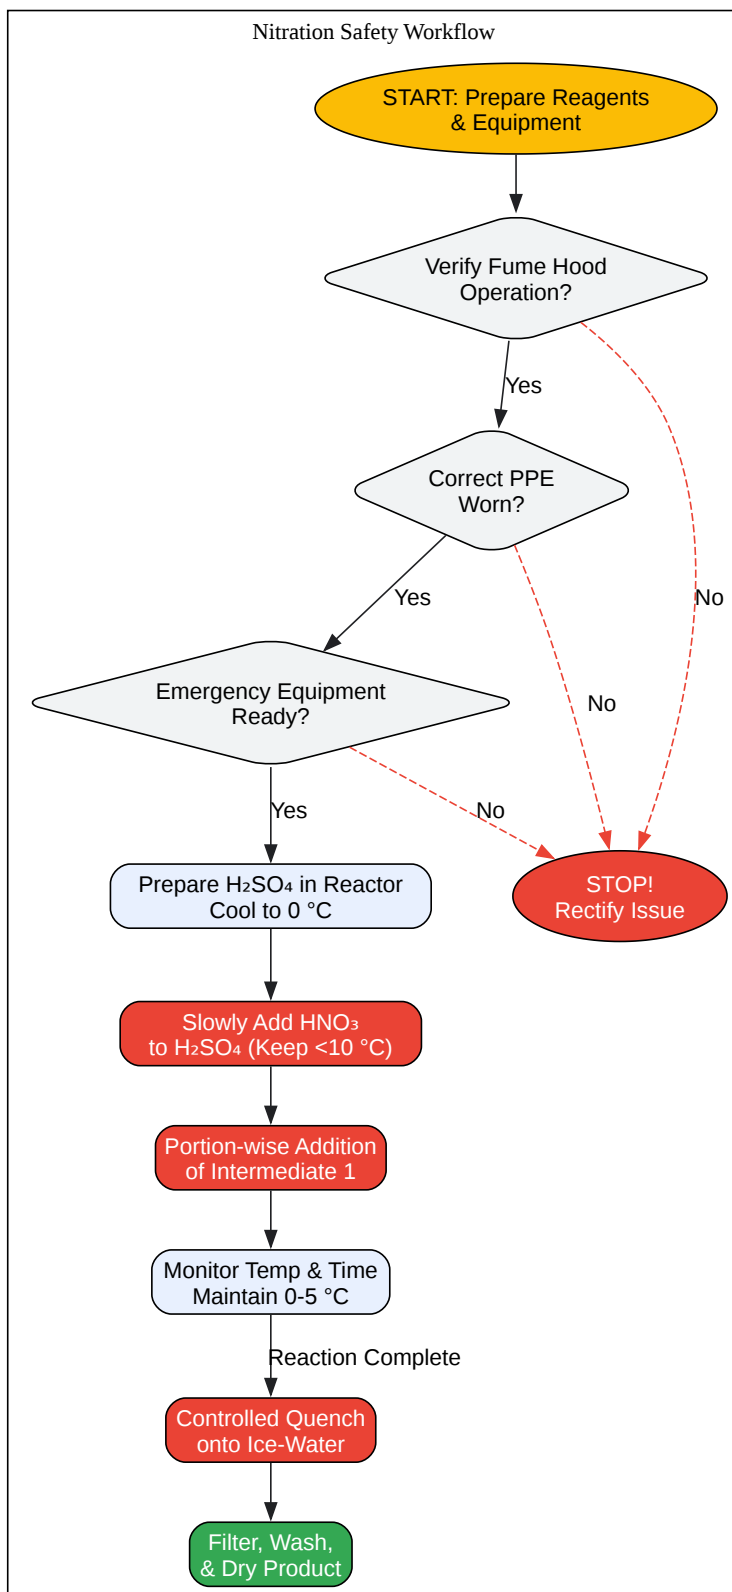 Nitration Safety Workflow
START: Prepare Reagents
& Equipment
Verify Fume Hood
Operation?
Yes
Correct PPE
Worn?
No
Yes
No
Emergency Equipment
Ready?
Yes
No
Prepare H₂SO₄ in Reactor
Cool to 0 °C
STOP!
Rectify Issue
Slowly Add HNO₃
to H₂SO₄ (Keep <10 °C)
Portion-wise Addition
of Intermediate 1
Monitor Temp & Time
Maintain 0-5 °C
Reaction Complete
Controlled Quench
onto Ice-Water
Filter, Wash,
& Dry Product